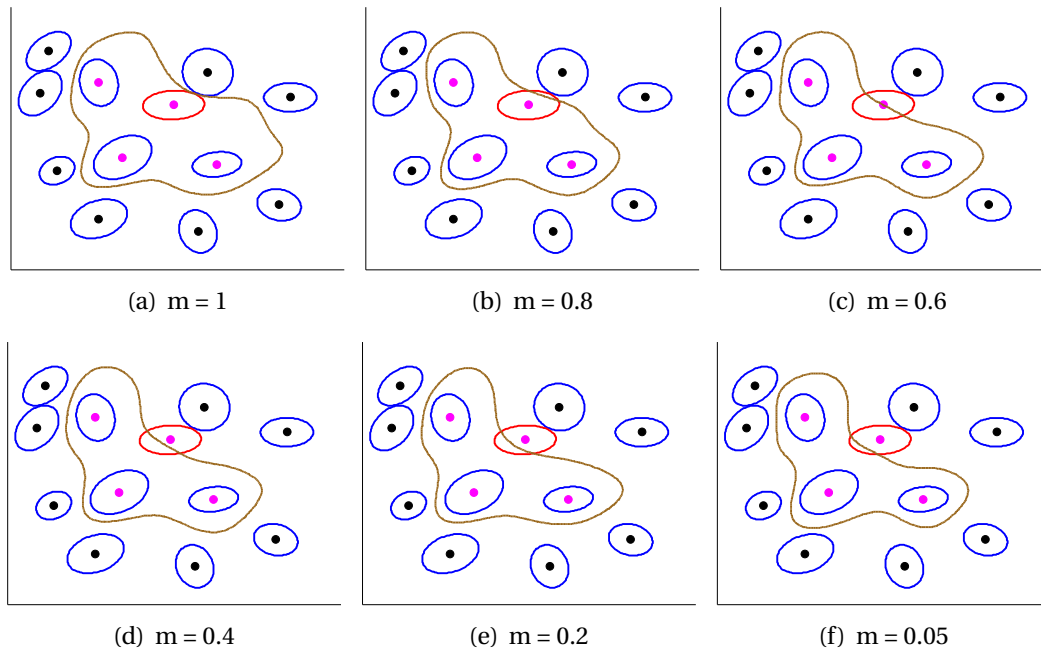 (a) m = 1
(b) m = 0.8
(c) m = 0.6
(d) m = 0.4
(e) m = 0.2
(f) m = 0.05